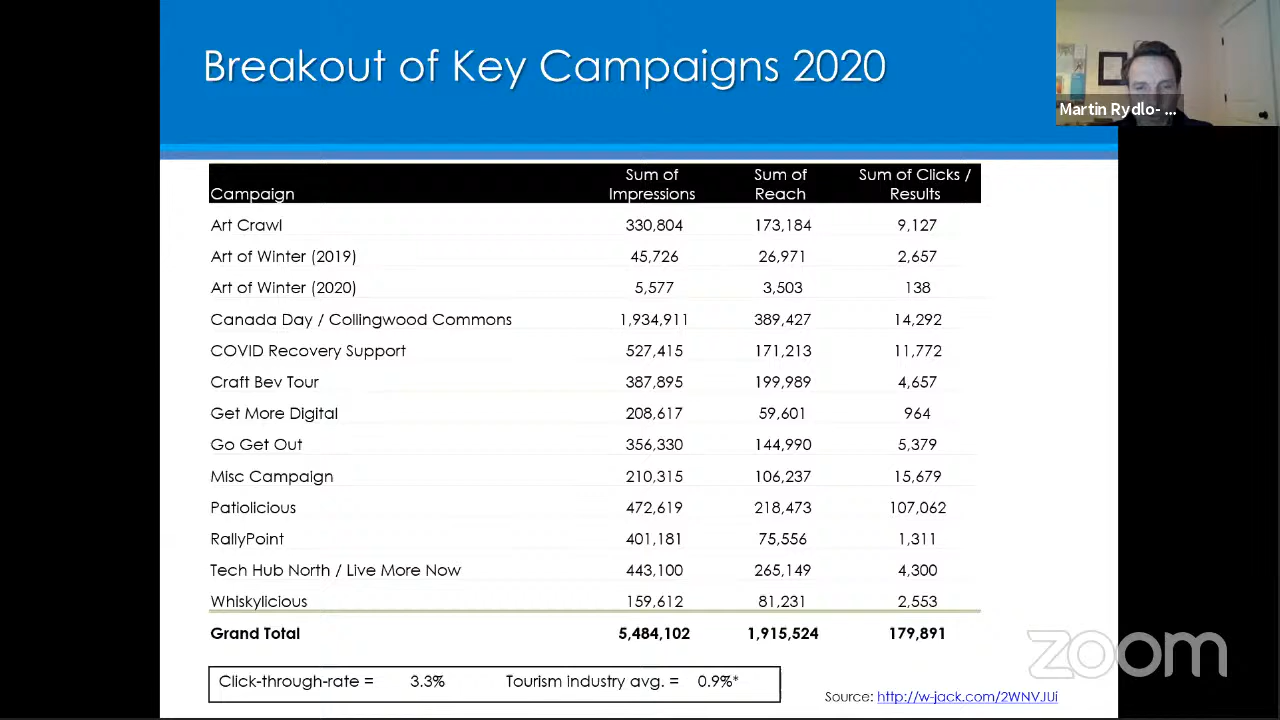 Breakout of Key Campaigns 2020
Martin Rydlo- ...
Campaign Sum of Impressions Sum of Reach Sum of Clicks / Results
Art Crawl 330,804 173,184 9,127
Art of Winter (2019) 45,726 26,971 2,657
Art of Winter (2020) 5,577 3,503 138
Canada Day / Collingwood Commons 1,934,911 389,427 14,292
COVID Recovery Support 527,415 171,213 11,772
Craft Bev Tour 387,895 199,989 4,657
Get More Digital 208,617 59,601 964
Go Get Out 356,330 144,990 5,379
Misc Campaign 210,315 106,237 15,679
Patiolicious 472,619 218,473 107,062
RallyPoint 401,181 75,556 1,311
Tech Hub North / Live More Now 443,100 265,149 4,300
Whiskylicious 159,612 81,231 2,553
Grand Total 5,484,102 1,915,524 179,891
Click-through-rate = 3.3% Tourism industry avg. = 0.9%*
Source: http://w-jack.com/2WNVJUi
zoom